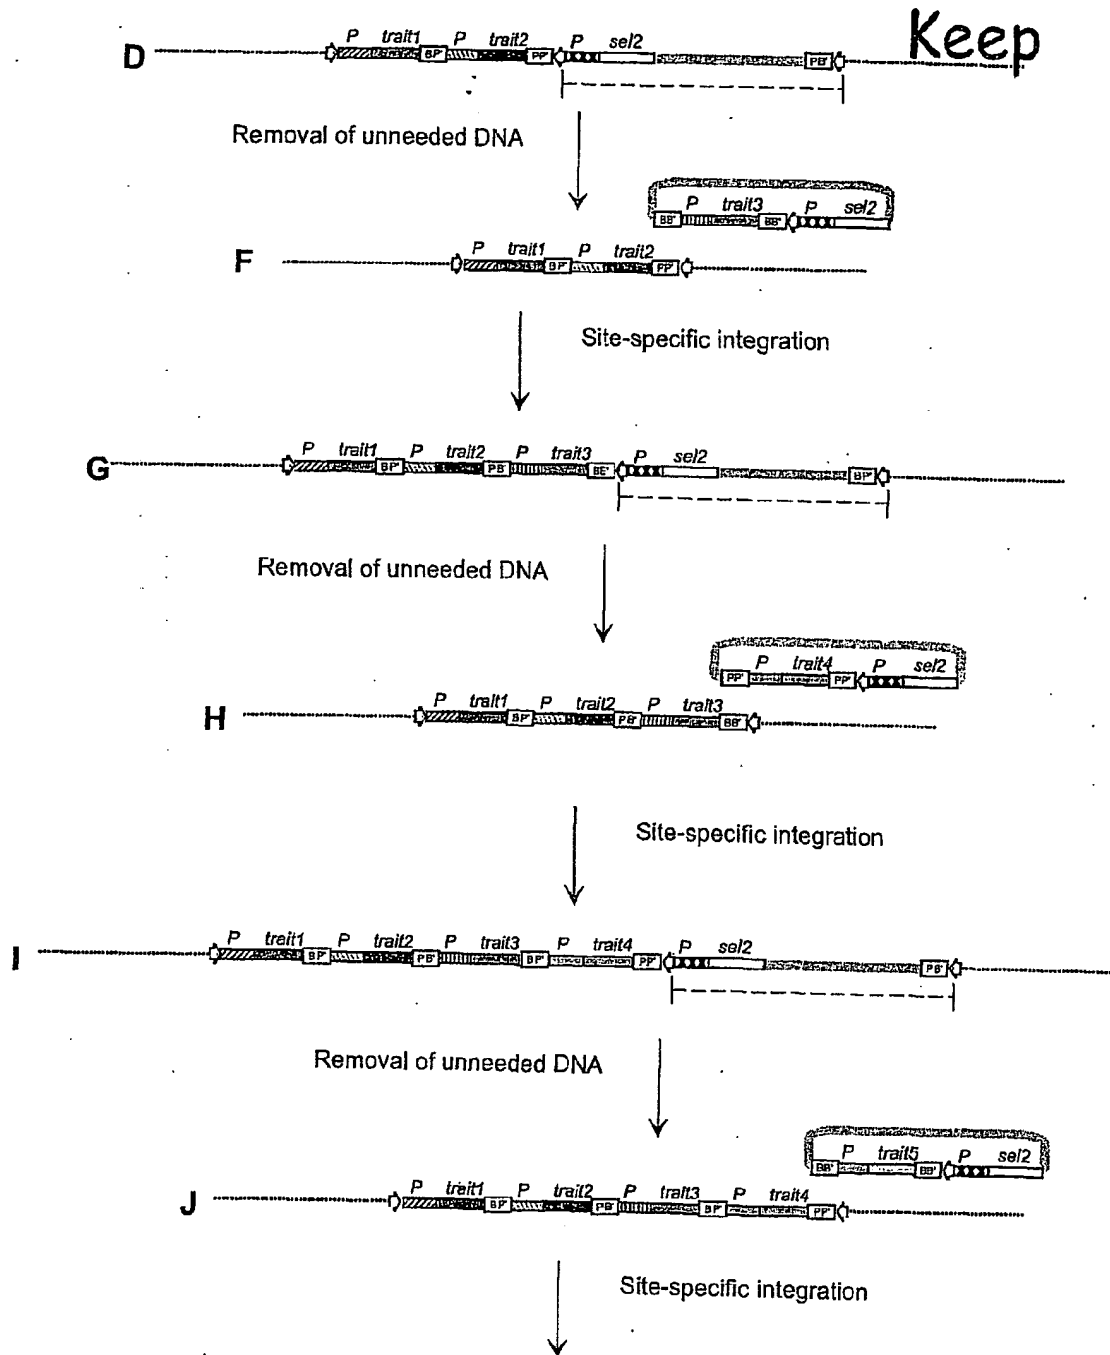 Keep
D P trait1 BP' P trait2 PP' P sel2 PB'
Removal of unneeded DNA
BB' P trait3 BB' P sel2
F P trait1 BP' P trait2 PP'
Site-specific integration
G P trait1 BP' P trait2 PB' P trait3 BB' P sel2 BP'
Removal of unneeded DNA
PP' P trait4 PP' P sel2
H P trait1 BP' P trait2 PB' P trait3 BB'
Site-specific integration
I P trait1 BP' P trait2 PB' P trait3 BP' P trait4 PP' P sel2 PB'
Removal of unneeded DNA
BB' P trait5 BB' P sel2
J P trait1 BP' P trait2 PB' P trait3 BP' P trait4 PP'
Site-specific integration